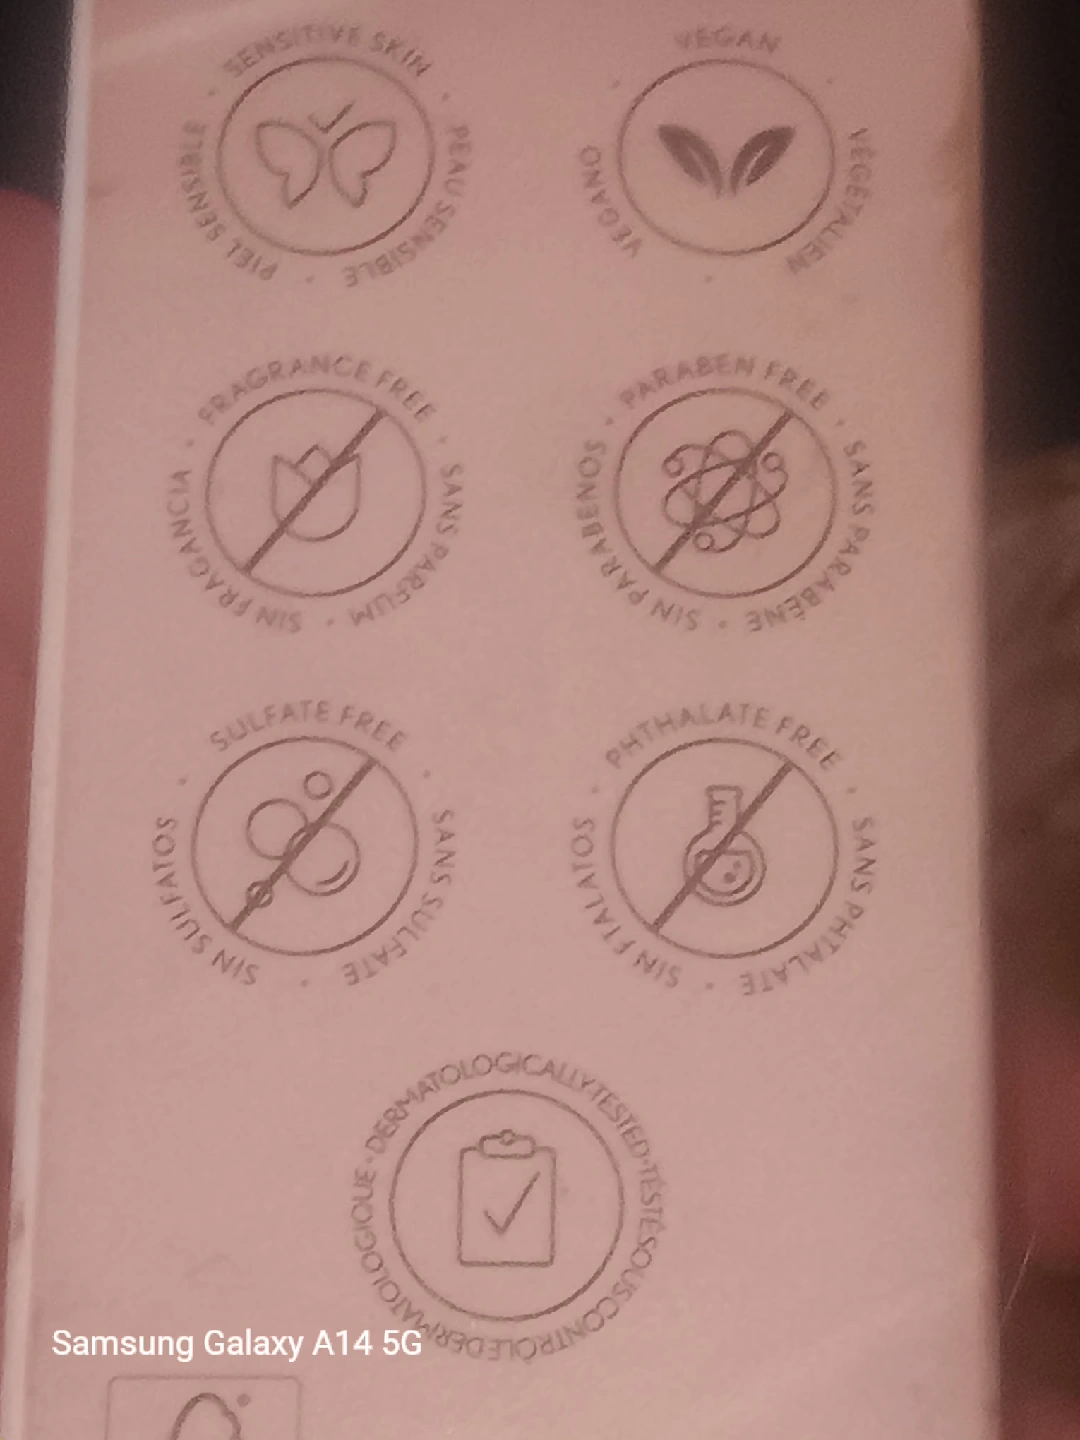 SENSITIVE SKIN · PEAU SENSIBLE · PIEL SENSIBLE ·
VEGAN · VÉGÉTALIEN · VEGANO ·
FRAGRANCE FREE · SANS PARFUM · SIN FRAGANCIA ·
PARABEN FREE · SANS PARABÈNE · SIN PARABENOS ·
SULFATE FREE · SANS SULFATE · SIN SULFATOS ·
PHTHALATE FREE · SANS PHTALATE · SIN FTALATOS ·
DERMATOLOGICALLY TESTED · TESTÉ SOUS CONTRÔLE DERMATOLOGIQUE ·
Samsung Galaxy A14 5G